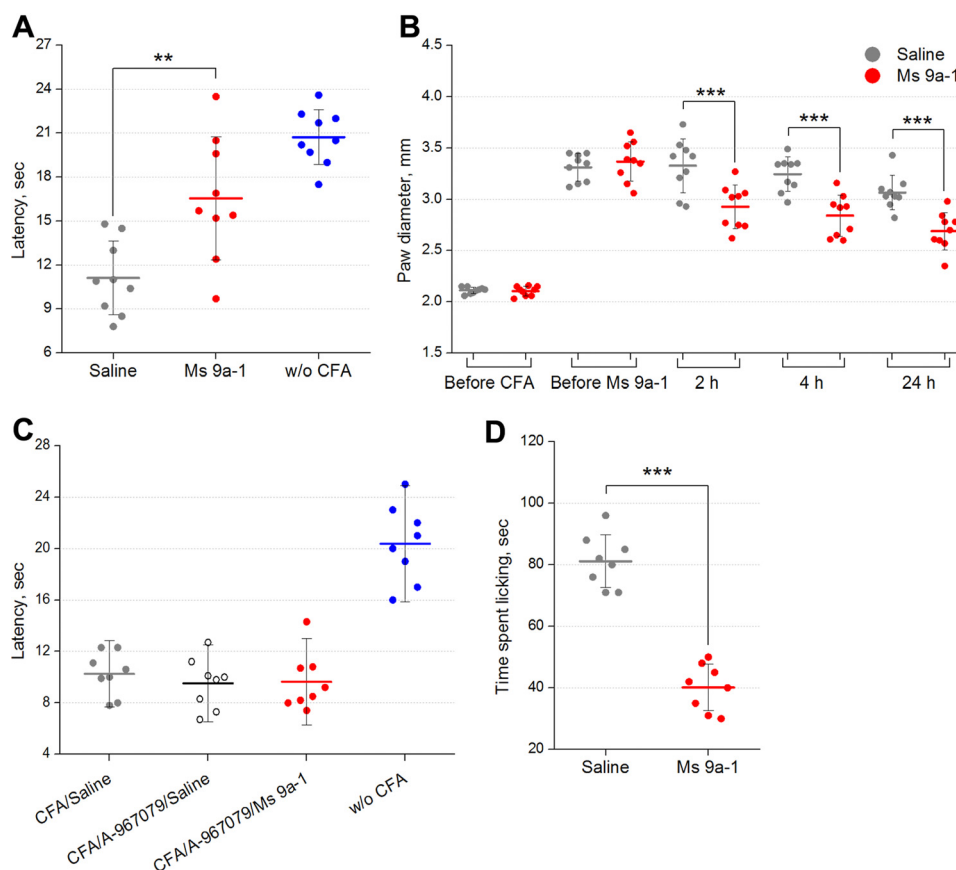 A
27
24
21
18
15
12
9
6
Latency, sec
**
Saline
Ms 9a-1
w/o CFA
B
4.5
4.0
3.5
3.0
2.5
2.0
1.5
Paw diameter, mm
Saline
Ms 9a-1
***
***
***
Before CFA
Before Ms 9a-1
2 h
4 h
24 h
C
28
24
20
16
12
8
4
Latency, sec
CFA/Saline
CFA/A-967079/Saline
CFA/A-967079/Ms 9a-1
w/o CFA
D
120
100
80
60
40
20
Time spent licking, sec
***
Saline
Ms 9a-1